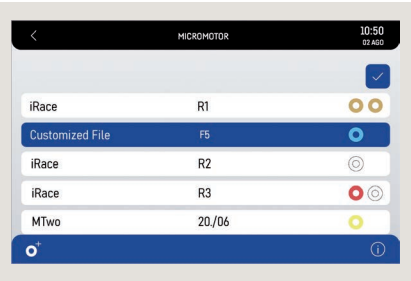 MICROMOTOR 10:50
02 AGO
iRace R1
Customized File F5
iRace R2
iRace R3
MTwo 20./06